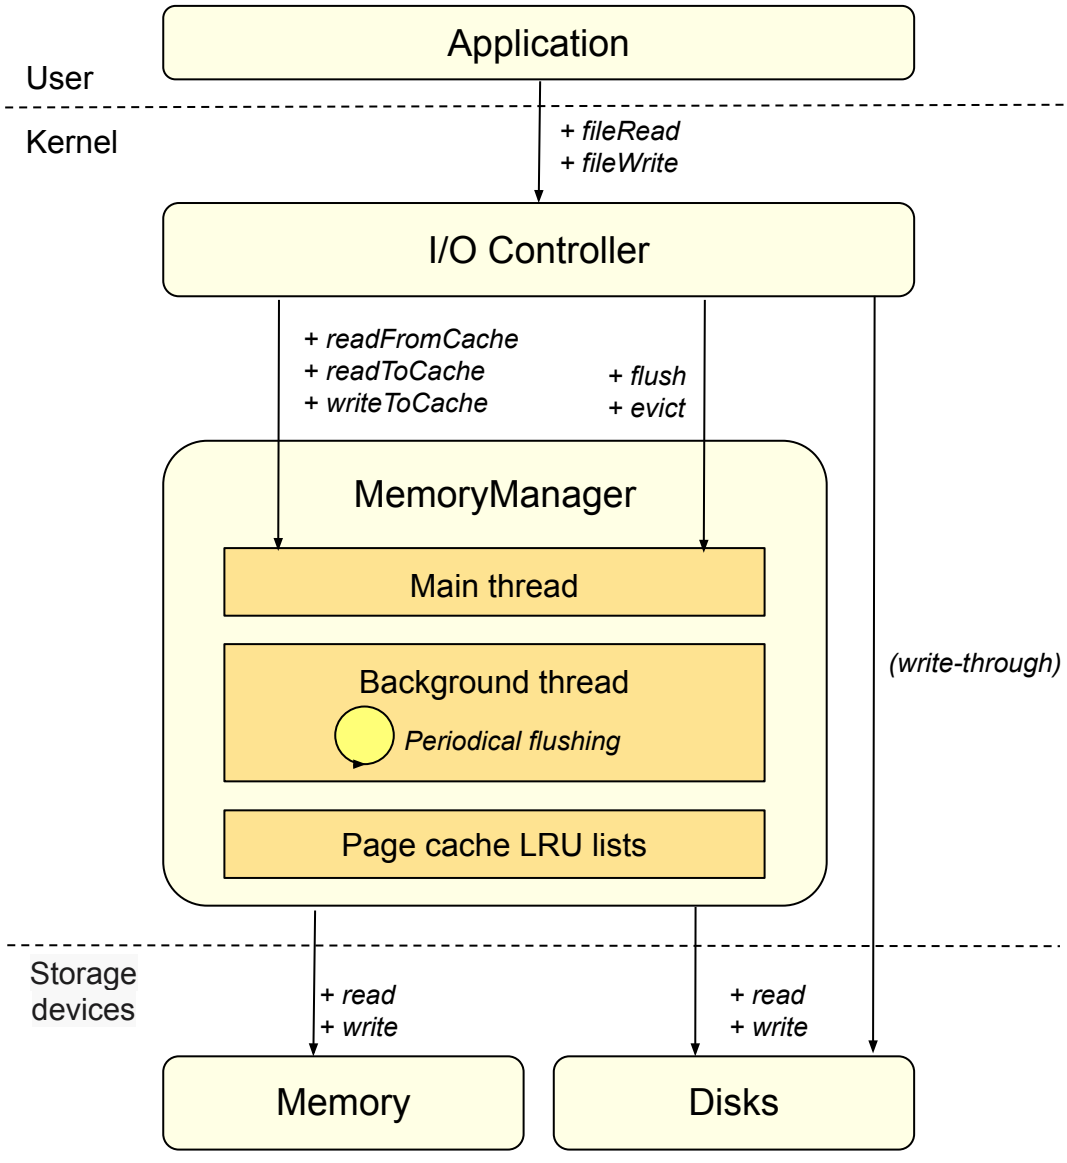 Application
User
Kernel
+ fileRead
+ fileWrite
I/O Controller
+ readFromCache
+ readToCache
+ writeToCache
+ flush
+ evict
MemoryManager
Main thread
Background thread
Periodical flushing
(write-through)
Page cache LRU lists
Storage
devices
+ read
+ write
+ read
+ write
Memory
Disks